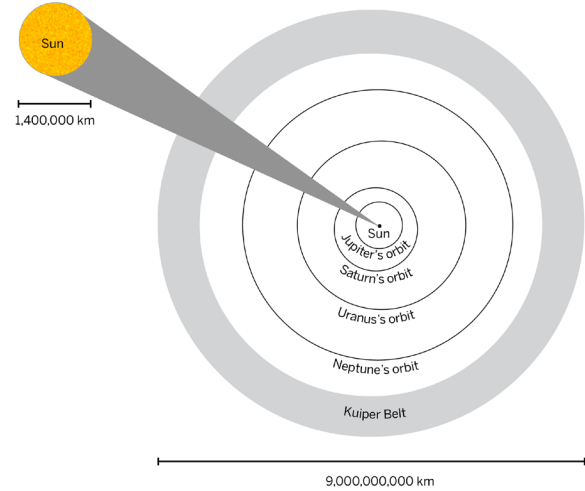 Sun
1,400,000 km
Sun
Jupiter's orbit
Saturn's orbit
Uranus's orbit
Neptune's orbit
Kuiper Belt
9,000,000,000 km